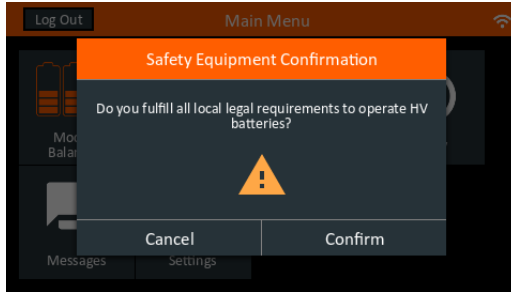 Log Out
Main Menu
Safety Equipment Confirmation
Do you fulfill all local legal requirements to operate HV
batteries?
Cancel
Confirm
Messages
Settings